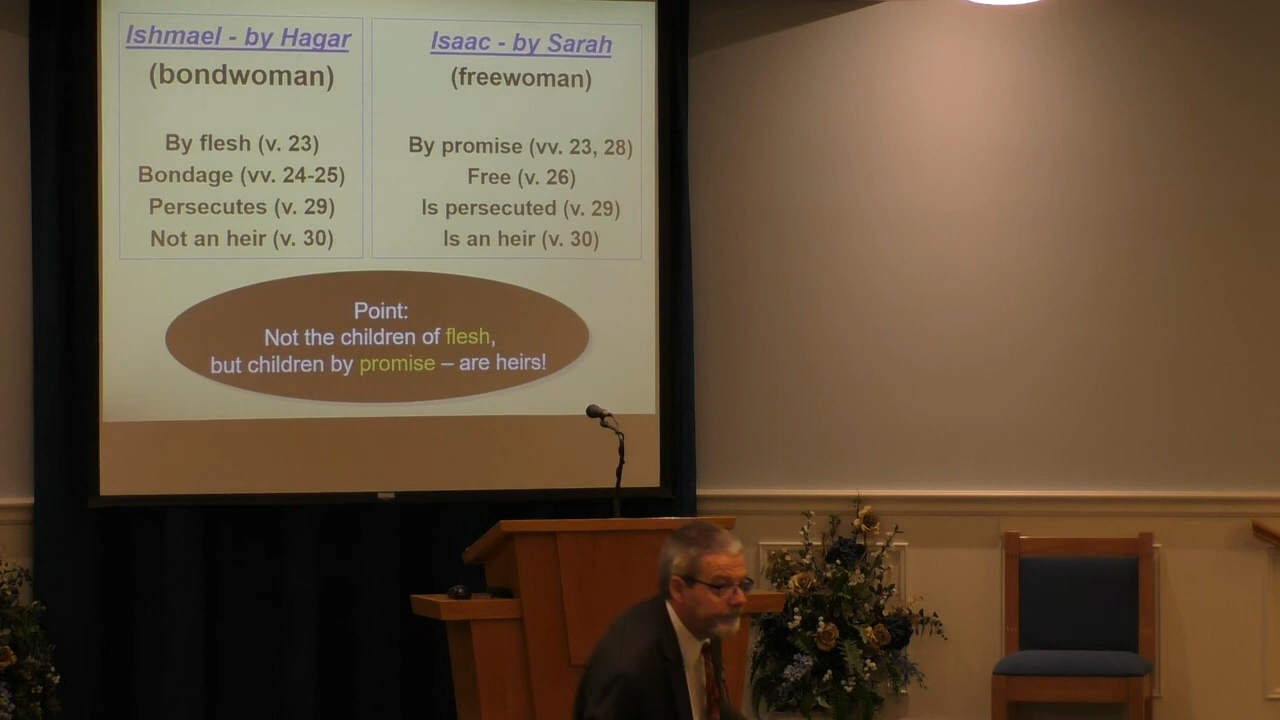 Ishmael - by Hagar
(bondwoman)
By flesh (v. 23)
Bondage (vv. 24-25)
Persecutes (v. 29)
Not an heir (v. 30)
Isaac - by Sarah
(freewoman)
By promise (vv. 23, 28)
Free (v. 26)
Is persecuted (v. 29)
Is an heir (v. 30)
Point:
Not the children of flesh,
but children by promise – are heirs!